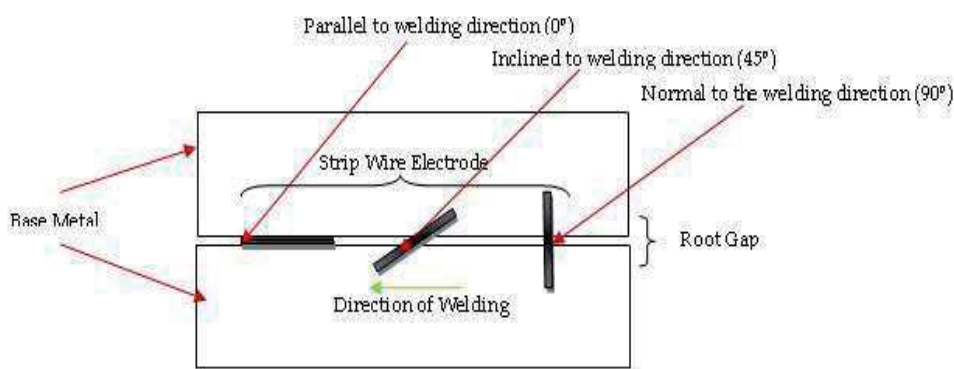 Parallel to welding direction (0°)
Inclined to welding direction (45°)
Normal to the welding direction (90°)
Strip Wire Electrode
Base Metal
Root Gap
Direction of Welding